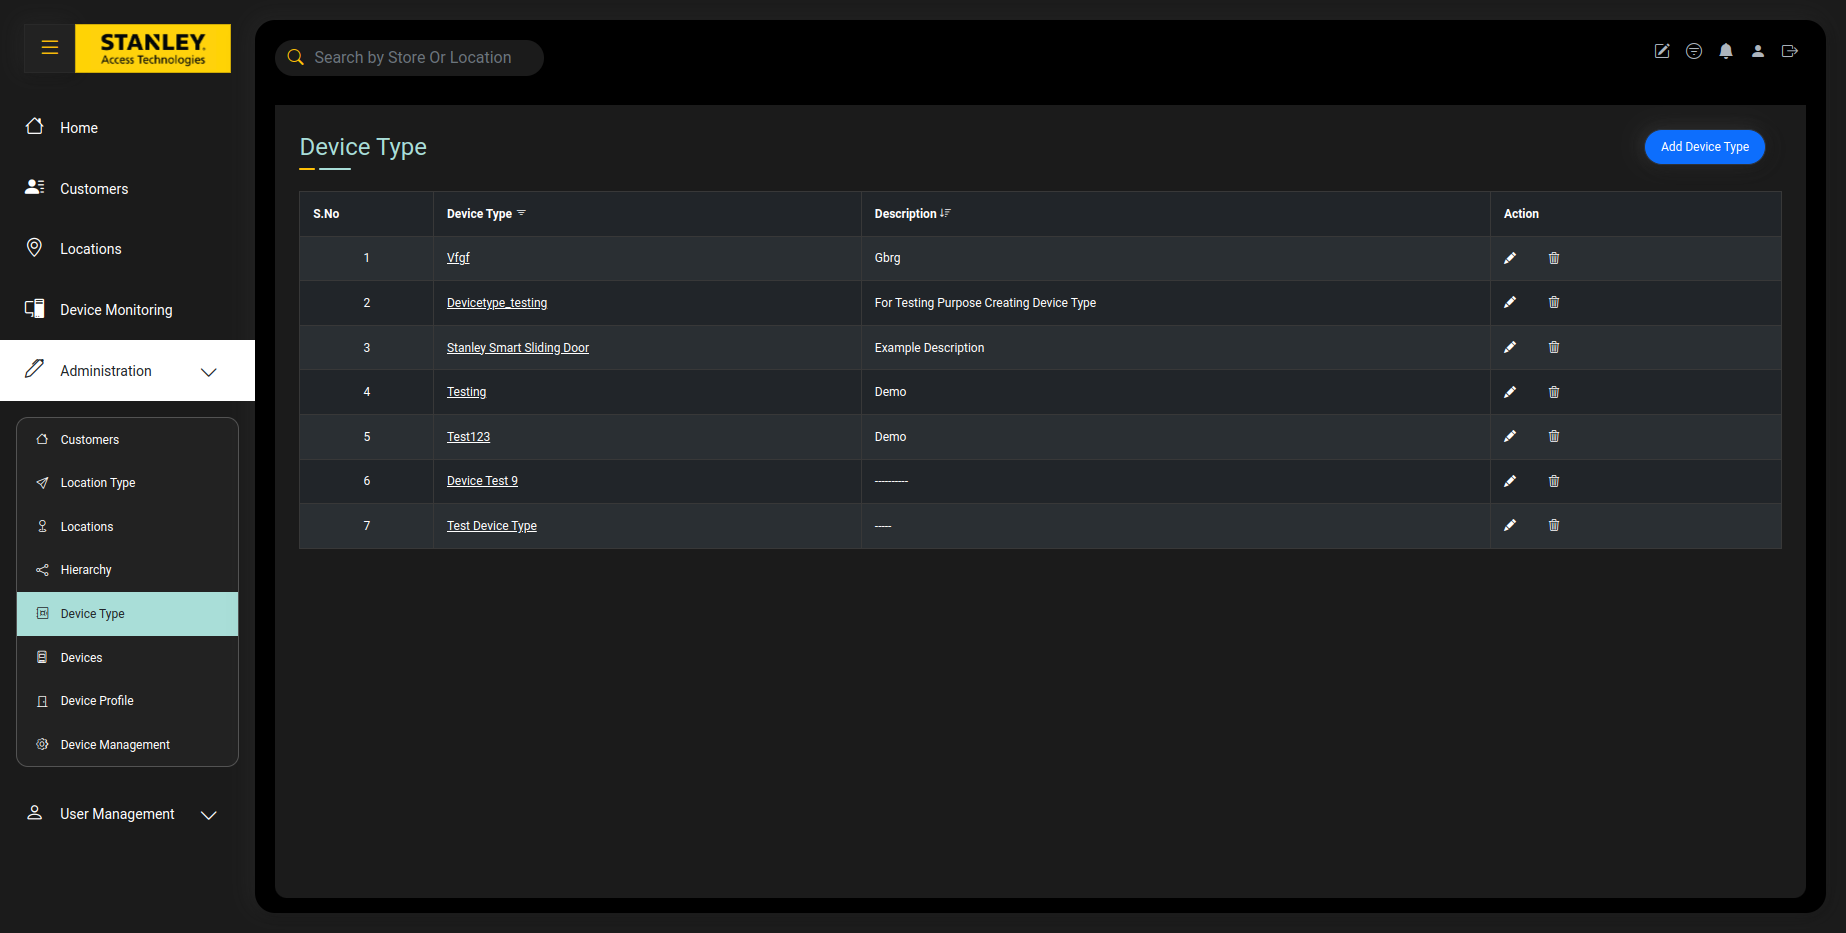 STANLEY.
Access Technologies
Search by Store Or Location
Home
Customers
Locations
Device Monitoring
Administration
Customers
Location Type
Locations
Hierarchy
Device Type
Devices
Device Profile
Device Management
User Management
Device Type
Add Device Type
S.No Device Type Description Action
1 Vfgf Gbrg
2 Devicetype_testing For Testing Purpose Creating Device Type
3 Stanley Smart Sliding Door Example Description
4 Testing Demo
5 Test123 Demo
6 Device Test 9 ----------
7 Test Device Type -----